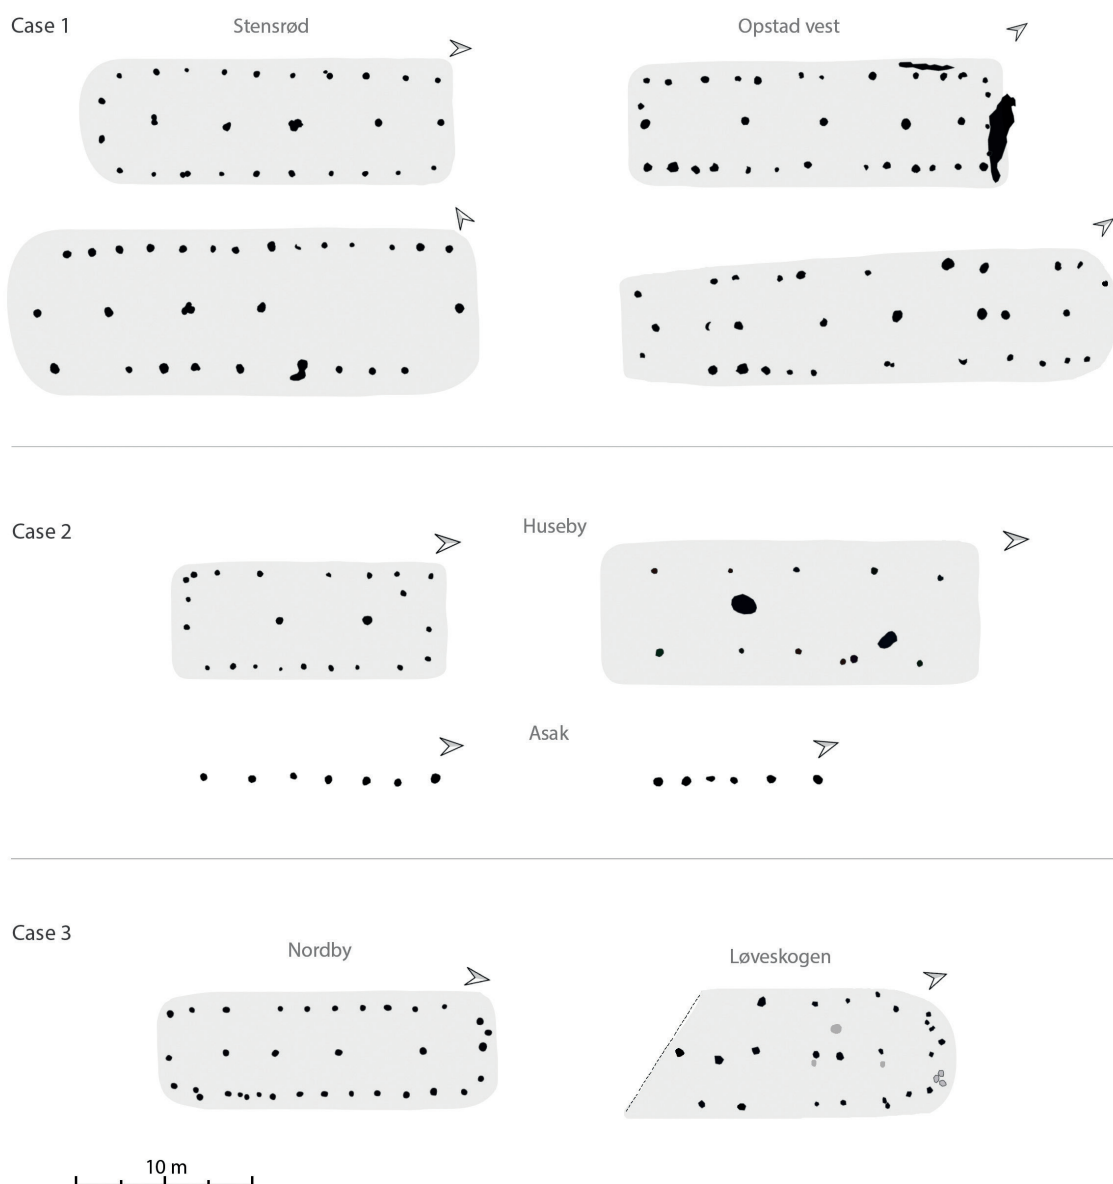 Case 1
Stensrød
Opstad vest
Case 2
Huseby
Asak
Case 3
Nordby
Løveskogen
10 m